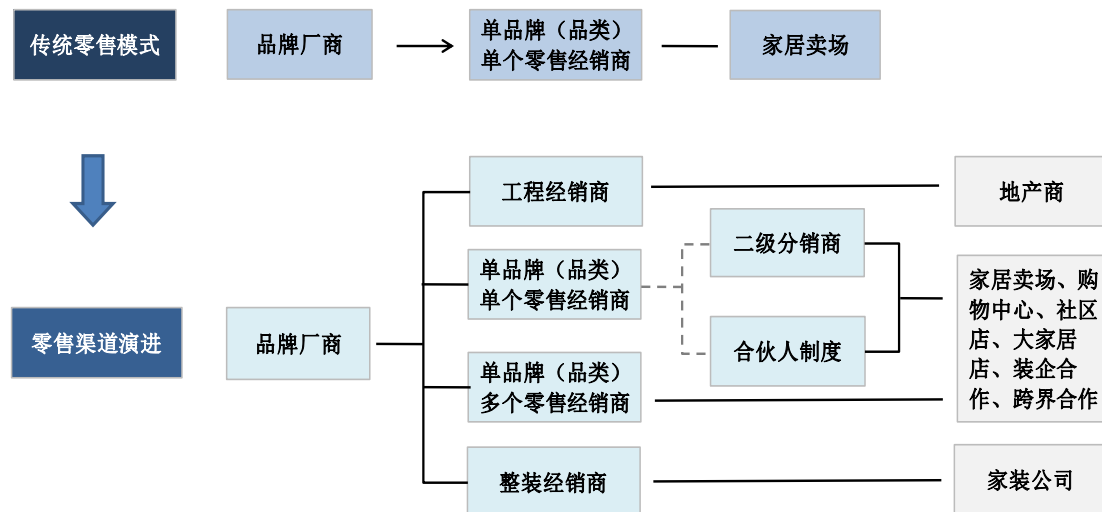 传统零售模式
品牌厂商
单品牌（品类）
单个零售经销商
家居卖场
零售渠道演进
品牌厂商
工程经销商
地产商
单品牌（品类）
单个零售经销商
二级分销商
合伙人制度
家居卖场、购
物中心、社区
店、大家居
店、装企合
作、跨界合作
单品牌（品类）
多个零售经销商
整装经销商
家装公司